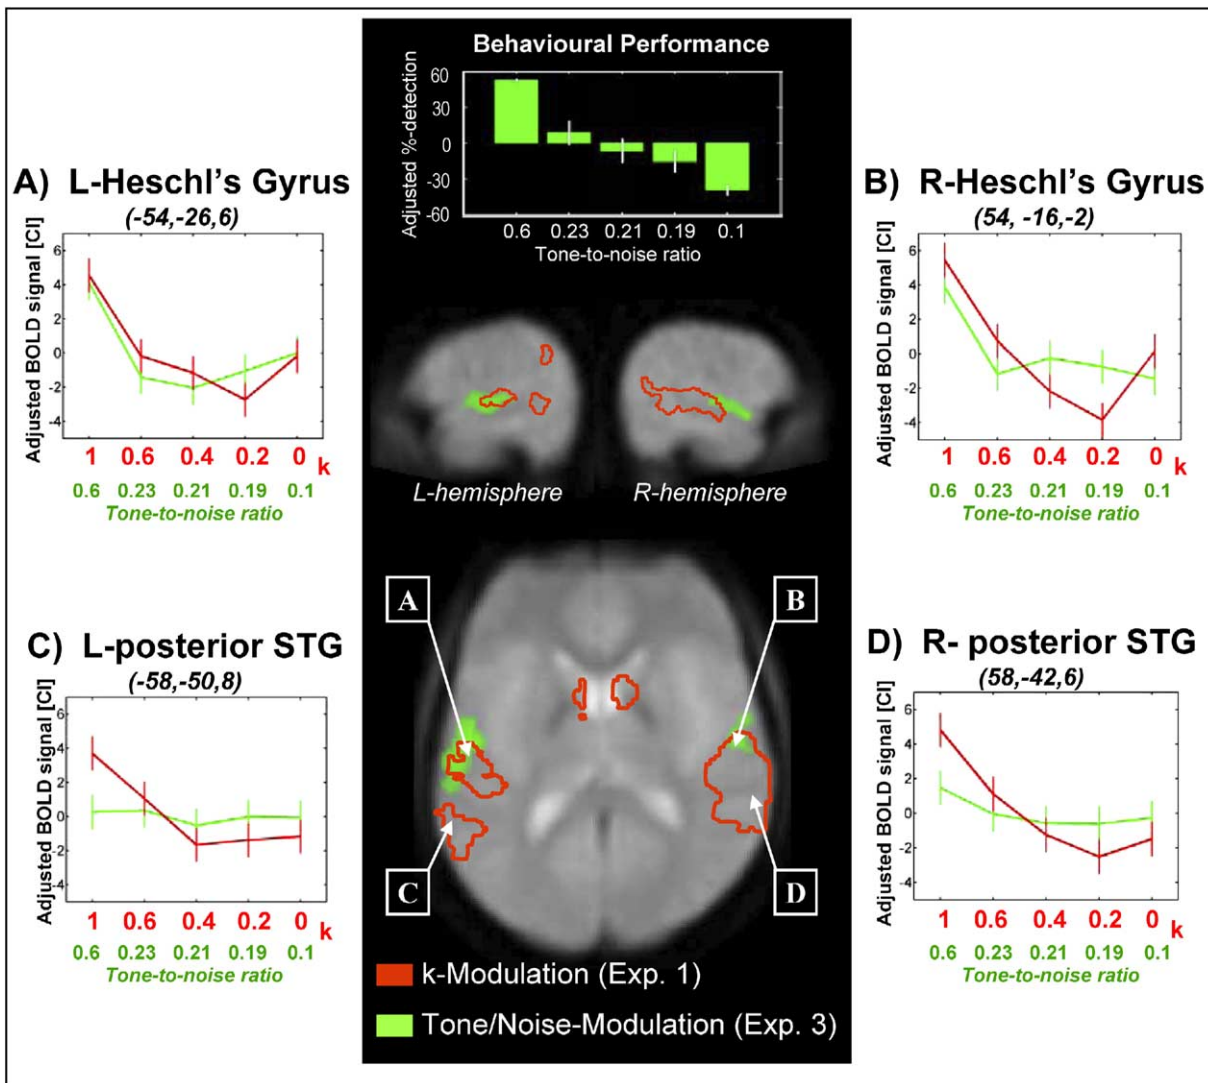 Behavioural Performance
Adjusted %-detection
60
30
0
-30
-60
0.6 0.23 0.21 0.19 0.1
Tone-to-noise ratio
A) L-Heschl's Gyrus
(-54,-26,6)
Adjusted BOLD signal [CI]
6
4
2
0
-2
-4
1 0.6 0.4 0.2 0 k
0.6 0.23 0.21 0.19 0.1
Tone-to-noise ratio
B) R-Heschl's Gyrus
(54, -16,-2)
Adjusted BOLD signal [CI]
6
4
2
0
-2
-4
1 0.6 0.4 0.2 0 k
0.6 0.23 0.21 0.19 0.1
Tone-to-noise ratio
L-hemisphere R-hemisphere
A B
C) L-posterior STG
(-58,-50,8)
Adjusted BOLD signal [CI]
6
4
2
0
-2
-4
1 0.6 0.4 0.2 0 k
0.6 0.23 0.21 0.19 0.1
Tone-to-noise ratio
D) R- posterior STG
(58,-42,6)
Adjusted BOLD signal [CI]
6
4
2
0
-2
-4
1 0.6 0.4 0.2 0 k
0.6 0.23 0.21 0.19 0.1
Tone-to-noise ratio
C D
k-Modulation (Exp. 1)
Tone/Noise-Modulation (Exp. 3)